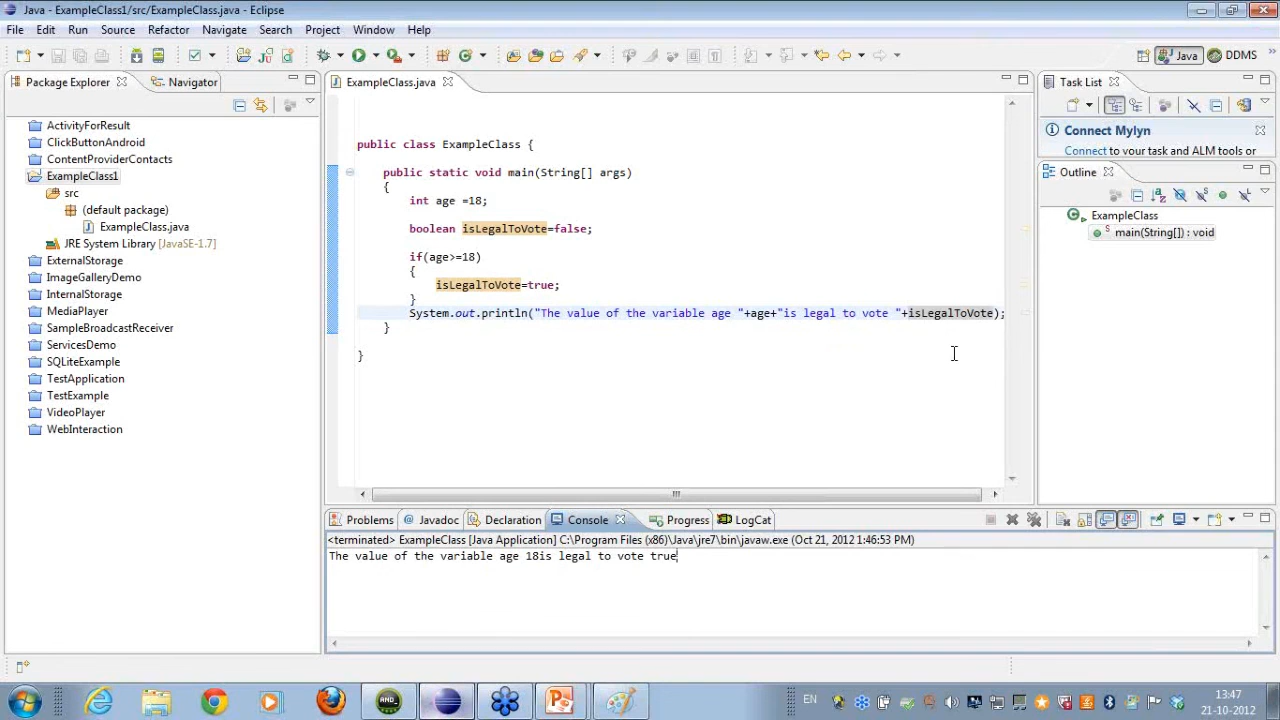 Java - ExampleClass1/src/ExampleClass.java - Eclipse
File Edit Run Source Refactor Navigate Search Project Window Help
Java DDMS
Package Explorer Navigator
ActivityForResult
ClickButtonAndroid
ContentProviderContacts
ExampleClass1
src
(default package)
ExampleClass.java
JRE System Library [JavaSE-1.7]
ExternalStorage
ImageGalleryDemo
InternalStorage
MediaPlayer
SampleBroadcastReceiver
ServicesDemo
SQLiteExample
TestApplication
TestExample
VideoPlayer
WebInteraction
ExampleClass.java
public class ExampleClass {
public static void main(String[] args)
{
int age =18;
boolean isLegalToVote=false;
if(age>=18)
{
isLegalToVote=true;
}
System.out.println("The value of the variable age "+age+"is legal to vote "+isLegalToVote);
}
}
Task List
Connect Mylyn
Connect to your task and ALM tools or
Outline
ExampleClass
main(String[]) : void
Problems Javadoc Declaration Console Progress LogCat
<terminated> ExampleClass [Java Application] C:\Program Files (x86)\Java\jre7\bin\javaw.exe (Oct 21, 2012 1:46:53 PM)
The value of the variable age 18is legal to vote true
EN
13:47
21-10-2012